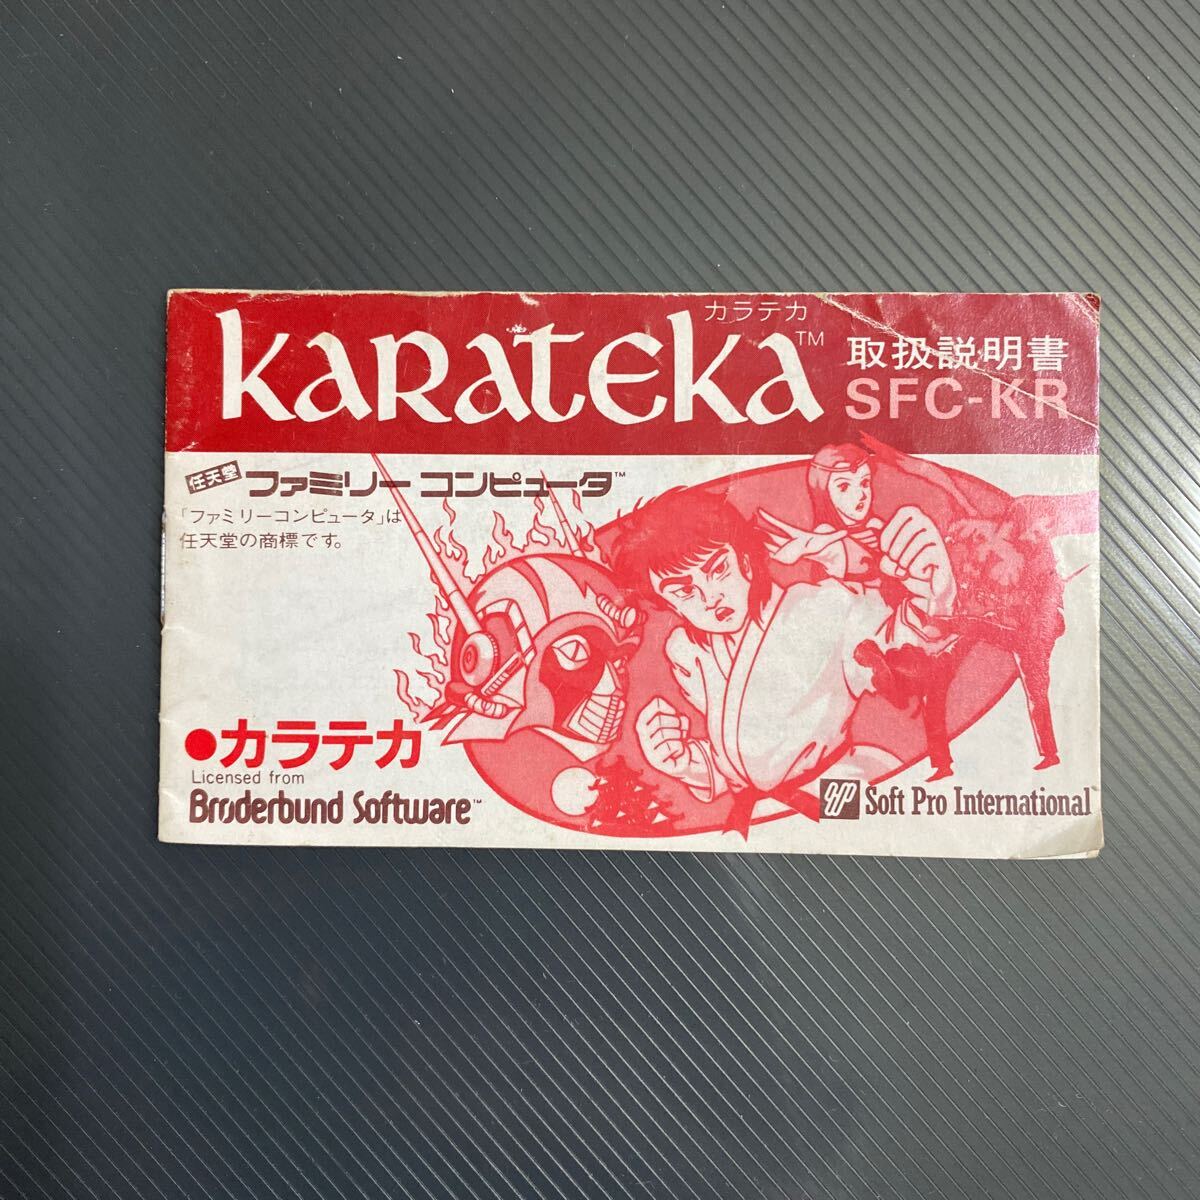 カラテカ
KARATEKA™
取扱説明書
SFC-KR
任天堂 ファミリーコンピュータ™
「ファミリーコンピュータ」は
任天堂の商標です。
●カラテカ
Licensed from
Brøderbund Software™
SP Soft Pro International